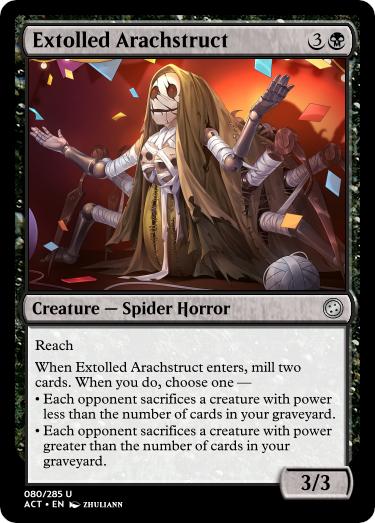 Extolled Arachstruct 3
Creature — Spider Horror
Reach
When Extolled Arachstruct enters, mill two
cards. When you do, choose one —
• Each opponent sacrifices a creature with power
less than the number of cards in your graveyard.
• Each opponent sacrifices a creature with power
greater than the number of cards in your
graveyard.
3/3
080/285 U
ACT • EN ZHULIANN